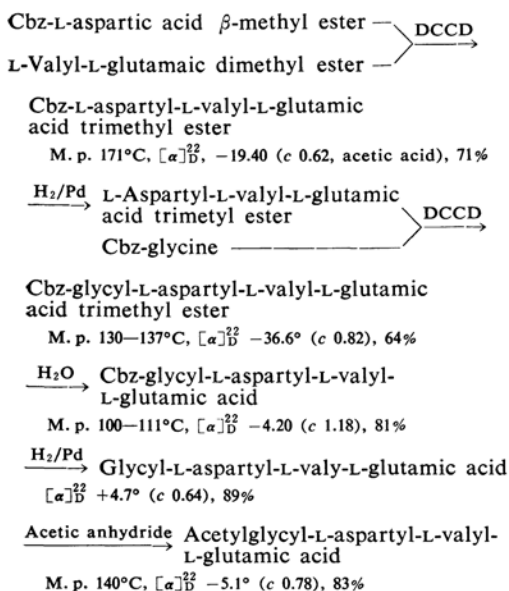 Cbz-L-aspartic acid β-methyl ester
DCCD
L-Valyl-L-glutamaic dimethyl ester
Cbz-L-aspartyl-L-valyl-L-glutamic
acid trimethyl ester
M. p. 171°C, [α]22D, −19.40 (c 0.62, acetic acid), 71%
H2/Pd L-Aspartyl-L-valyl-L-glutamic
acid trimetyl ester
DCCD
Cbz-glycine
Cbz-glycyl-L-aspartyl-L-valyl-L-glutamic
acid trimethyl ester
M. p. 130—137°C, [α]22D −36.6° (c 0.82), 64%
H2O Cbz-glycyl-L-aspartyl-L-valyl-
L-glutamic acid
M. p. 100—111°C, [α]22D −4.20 (c 1.18), 81%
H2/Pd Glycyl-L-aspartyl-L-valy-L-glutamic acid
[α]22D +4.7° (c 0.64), 89%
Acetic anhydride Acetylglycyl-L-aspartyl-L-valyl-
L-glutamic acid
M. p. 140°C, [α]22D −5.1° (c 0.78), 83%